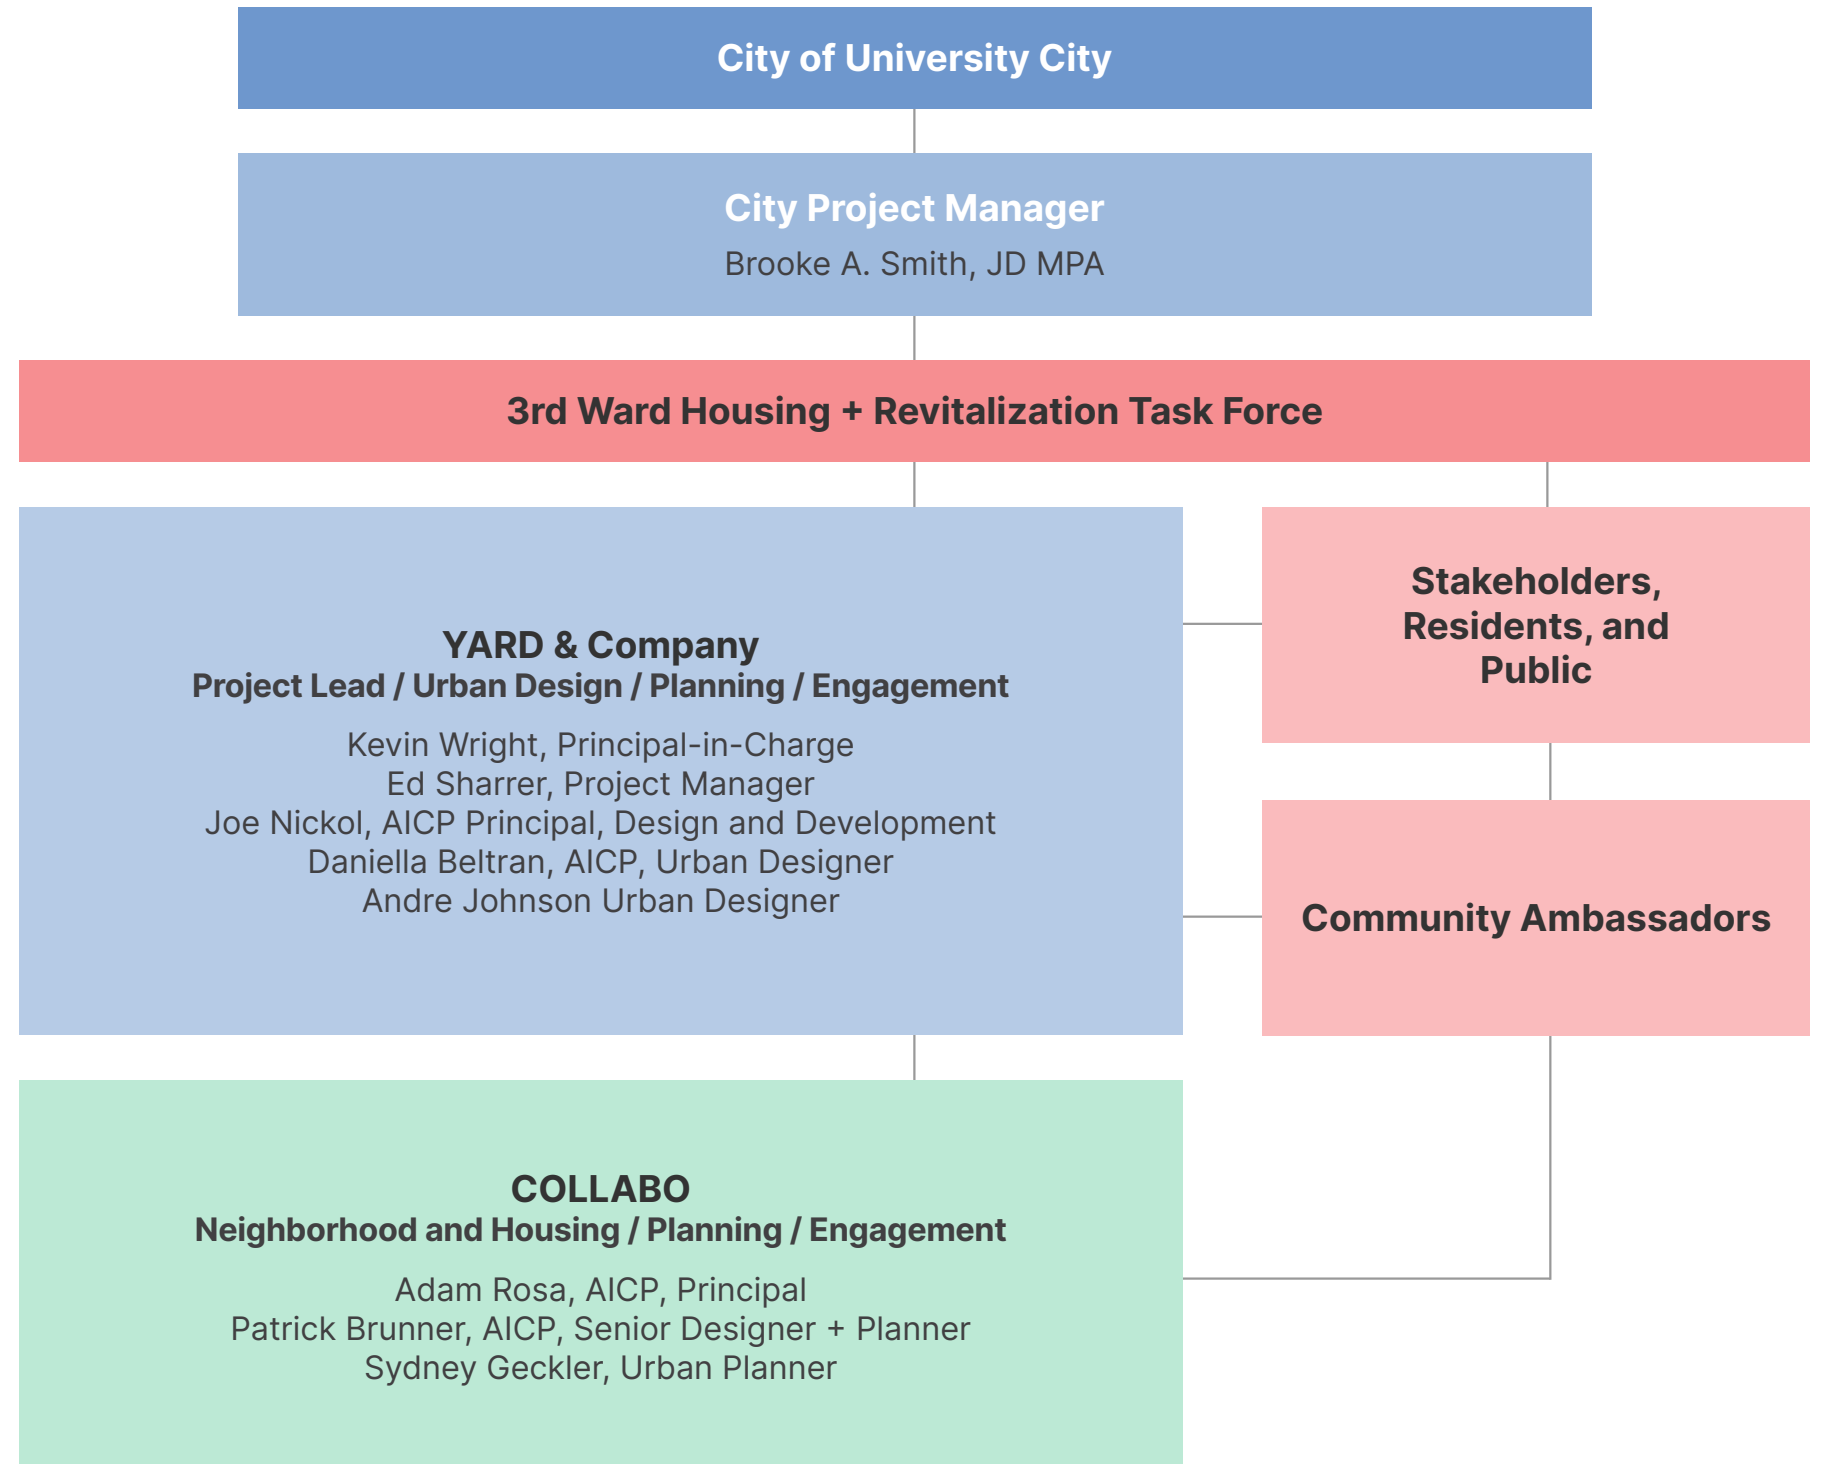 City of University City
City Project Manager
Brooke A. Smith, JD MPA
3rd Ward Housing + Revitalization Task Force
YARD & Company
Project Lead / Urban Design / Planning / Engagement
Kevin Wright, Principal-in-Charge
Ed Sharrer, Project Manager
Joe Nickol, AICP Principal, Design and Development
Daniella Beltran, AICP, Urban Designer
Andre Johnson Urban Designer
Stakeholders,
Residents, and
Public
Community Ambassadors
COLLABO
Neighborhood and Housing / Planning / Engagement
Adam Rosa, AICP, Principal
Patrick Brunner, AICP, Senior Designer + Planner
Sydney Geckler, Urban Planner